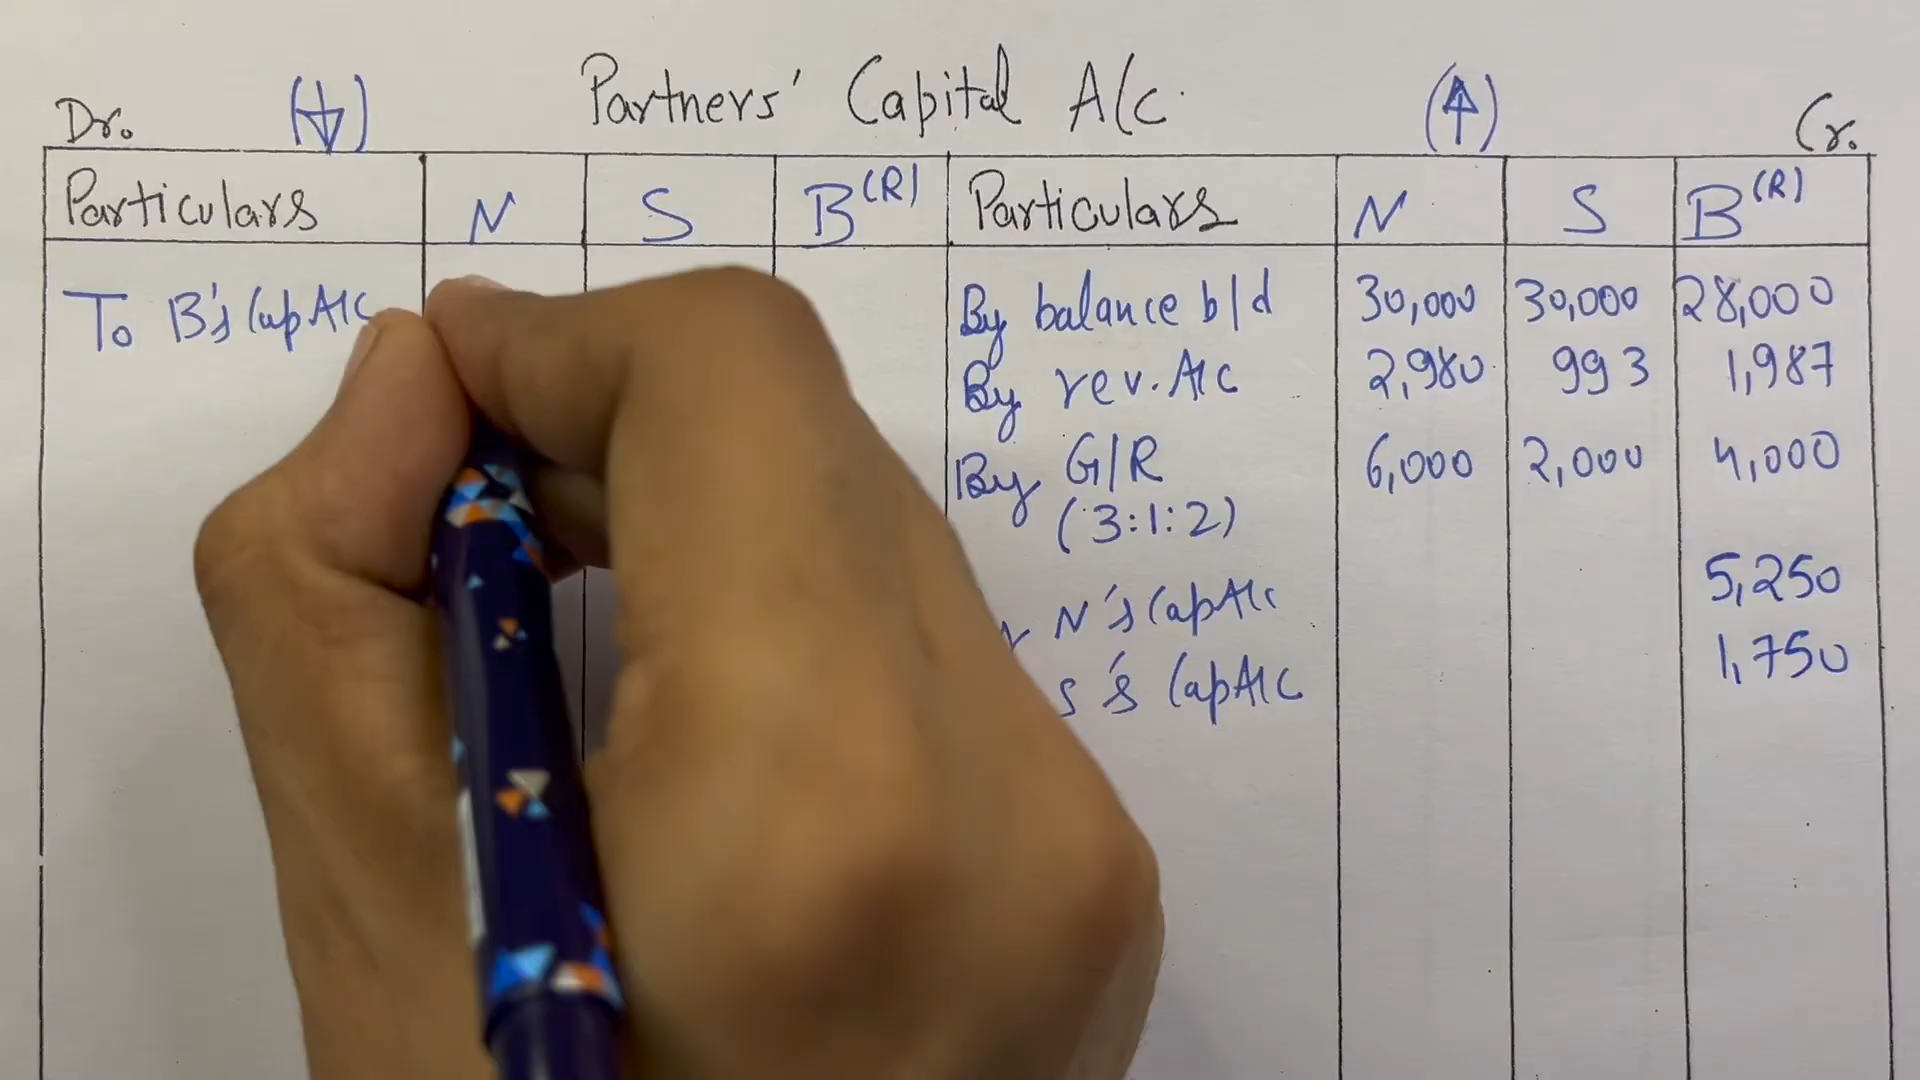 Partners' Capital A/c.
Dr. (↓) (↑) Cr.
Particulars N S B(R) Particulars N S B(R)
To B's Cap A/c By balance b/d 30,000 30,000 28,000
By rev. A/c 2,980 993 1,987
By G/R 6,000 2,000 4,000
(3:1:2)
N's Cap A/c 5,250
S's Cap A/c 1,750